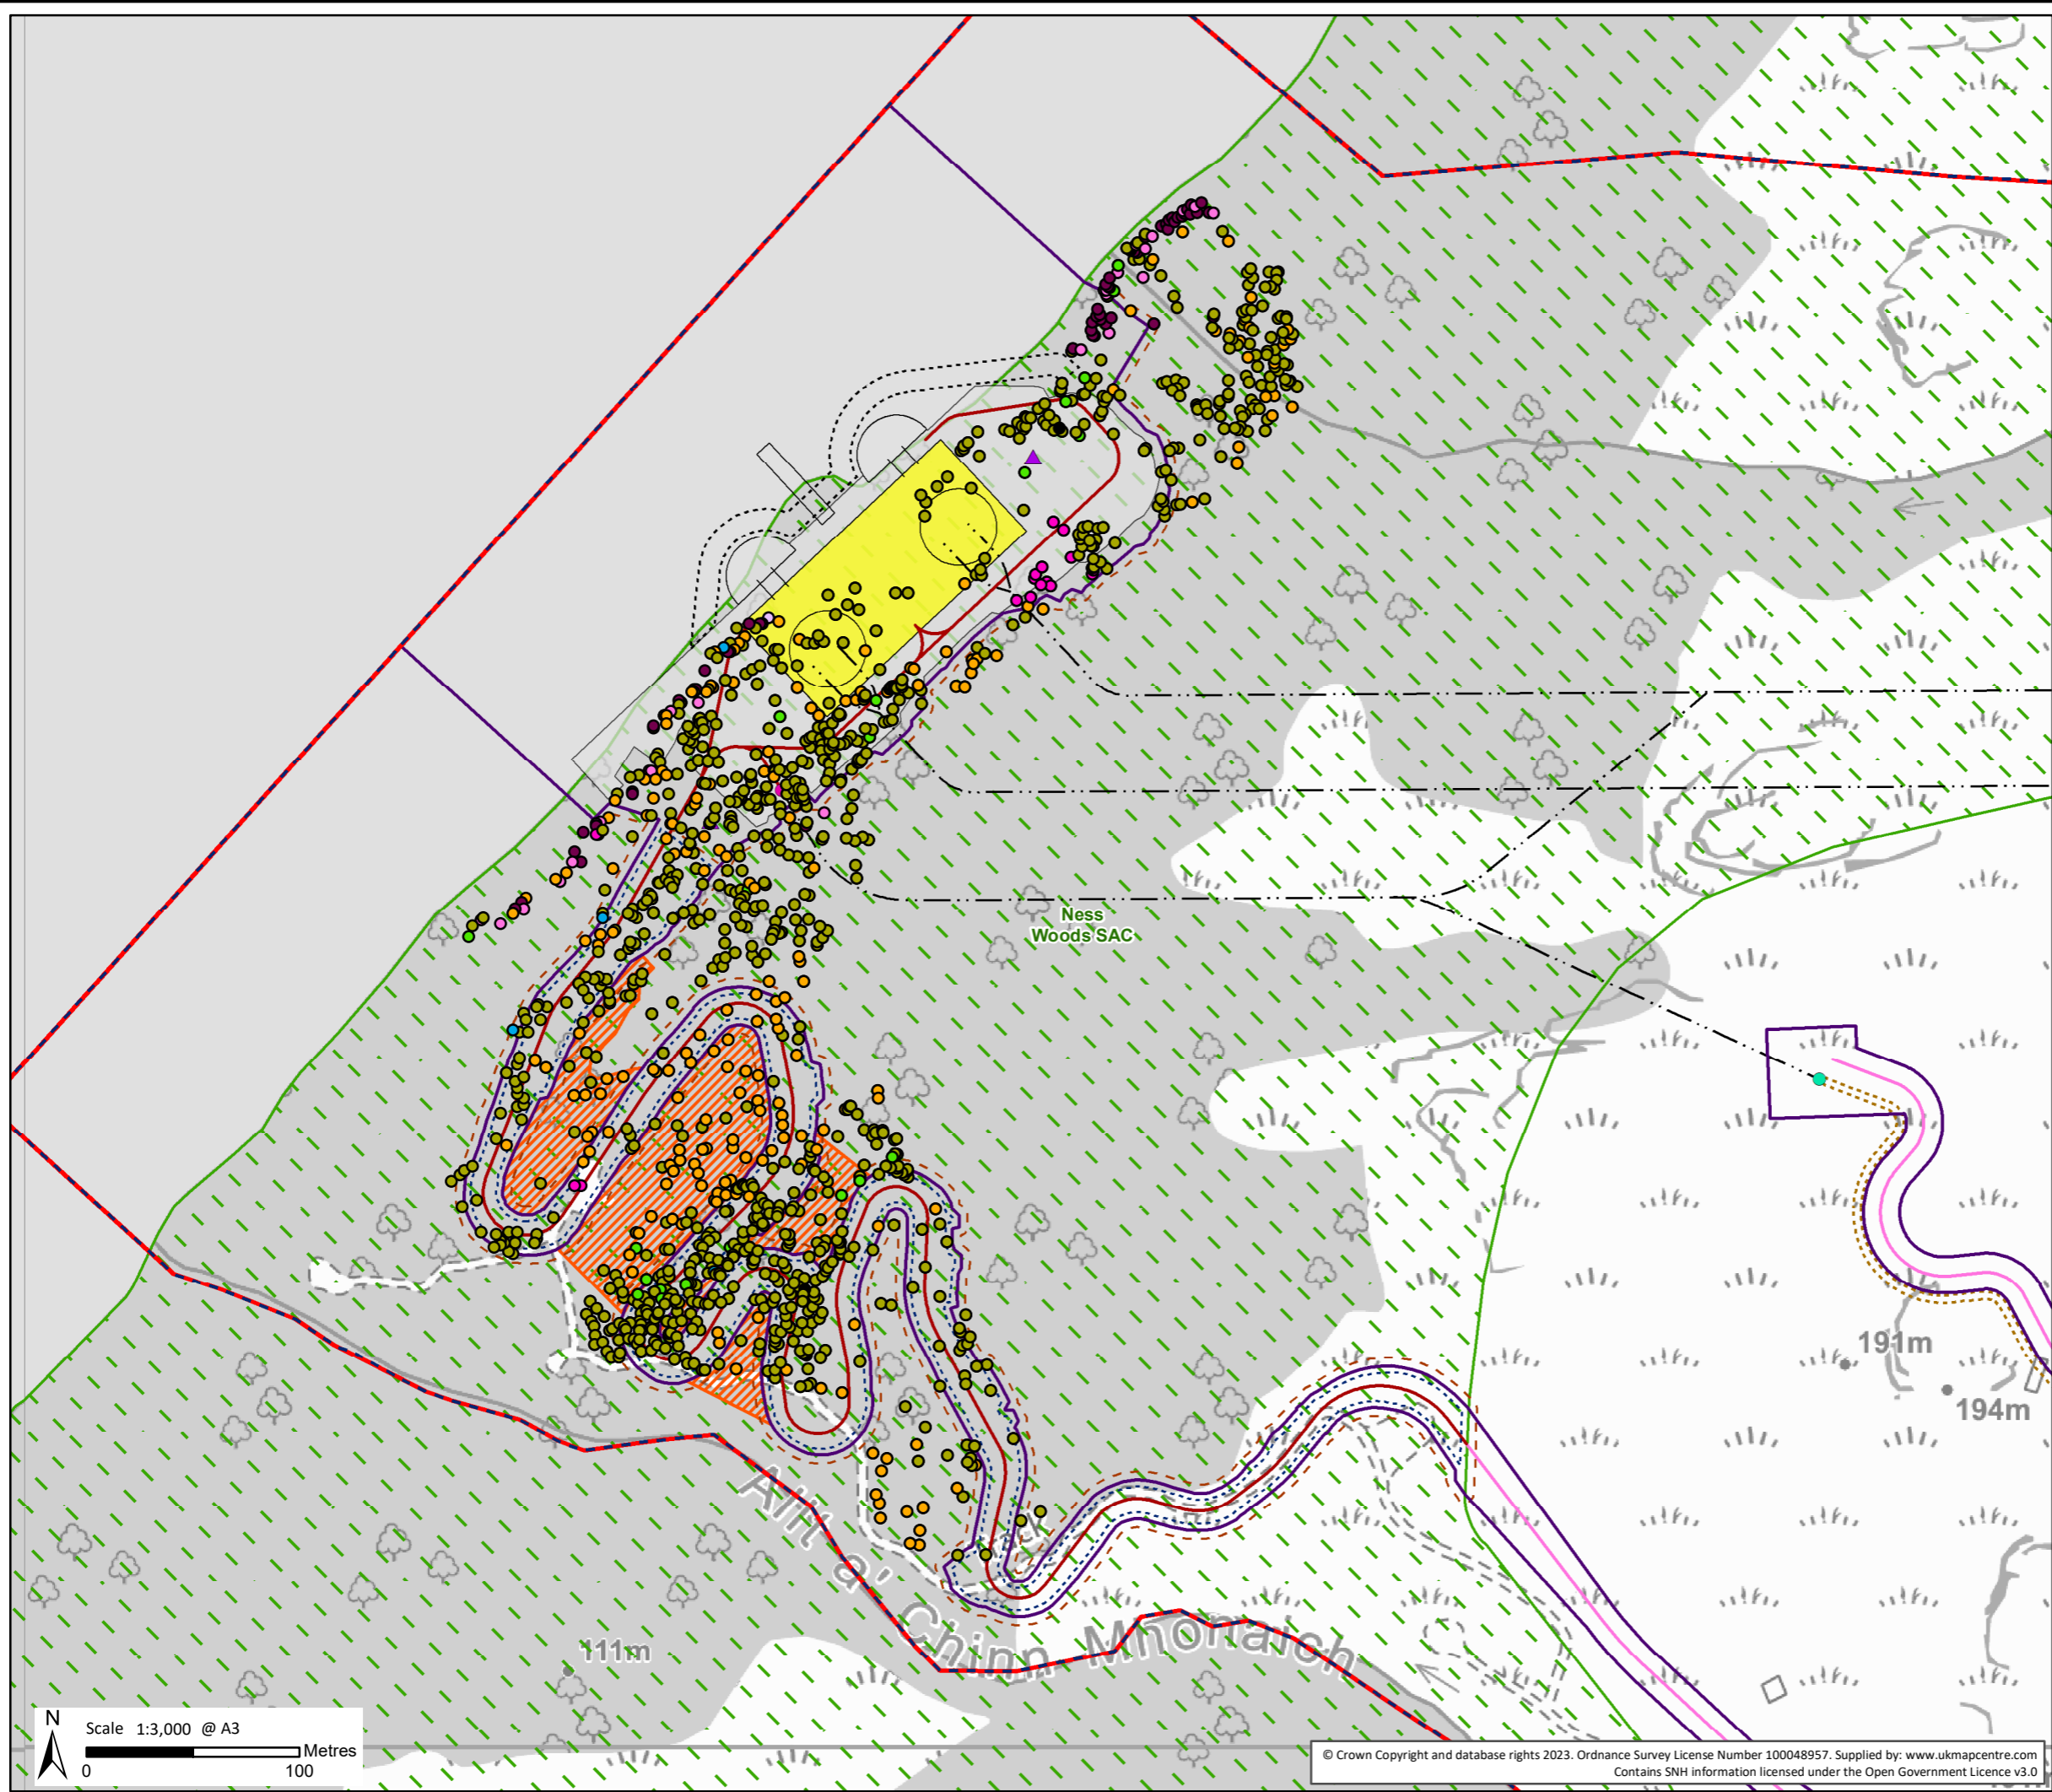 Ness
Woods SAC
191m
194m
Allt a' Chinn Mhonaich
111m
N
Scale 1:3,000 @ A3
Metres
0 100
© Crown Copyright and database rights 2023. Ordnance Survey License Number 100048957. Supplied by: www.ukmapcentre.com
Contains SNH information licensed under the Open Government Licence v3.0